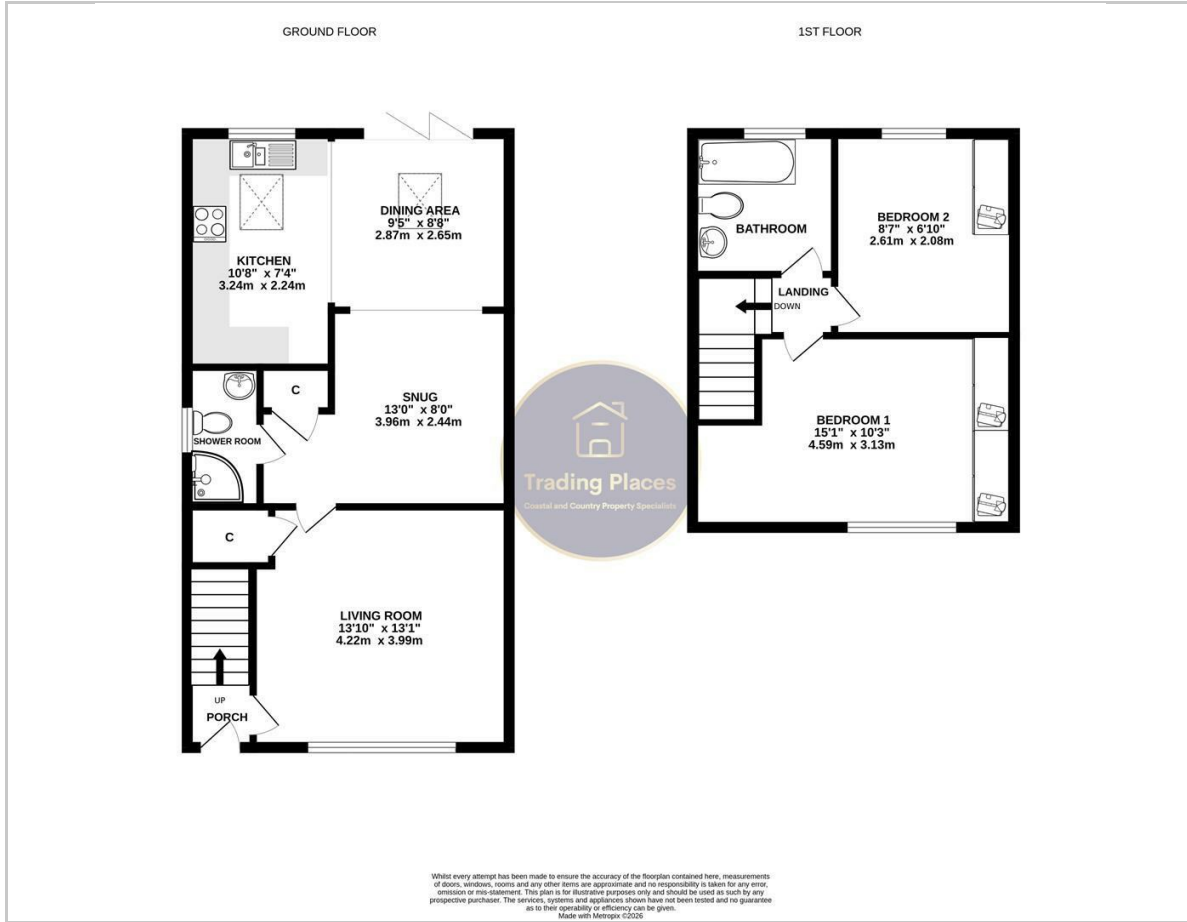 GROUND FLOOR
1ST FLOOR
DINING AREA
9'5" x 8'8"
2.87m x 2.65m
KITCHEN
10'8" x 7'4"
3.24m x 2.24m
C
SNUG
13'0" x 8'0"
3.96m x 2.44m
SHOWER ROOM
C
LIVING ROOM
13'10" x 13'1"
4.22m x 3.99m
UP
PORCH
BATHROOM
BEDROOM 2
8'7" x 6'10"
2.61m x 2.08m
LANDING
DOWN
BEDROOM 1
15'1" x 10'3"
4.59m x 3.13m
Trading Places
Coastal and Country Property Specialists
Whilst every attempt has been made to ensure the accuracy of the floorplan contained here, measurements
of doors, windows, rooms and any other items are approximate and no responsibility is taken for any error,
omission or mis-statement. This plan is for illustrative purposes only and should be used as such by any
prospective purchaser. The services, systems and appliances shown have not been tested and no guarantee
as to their operability or efficiency can be given.
Made with Metropix ©2026